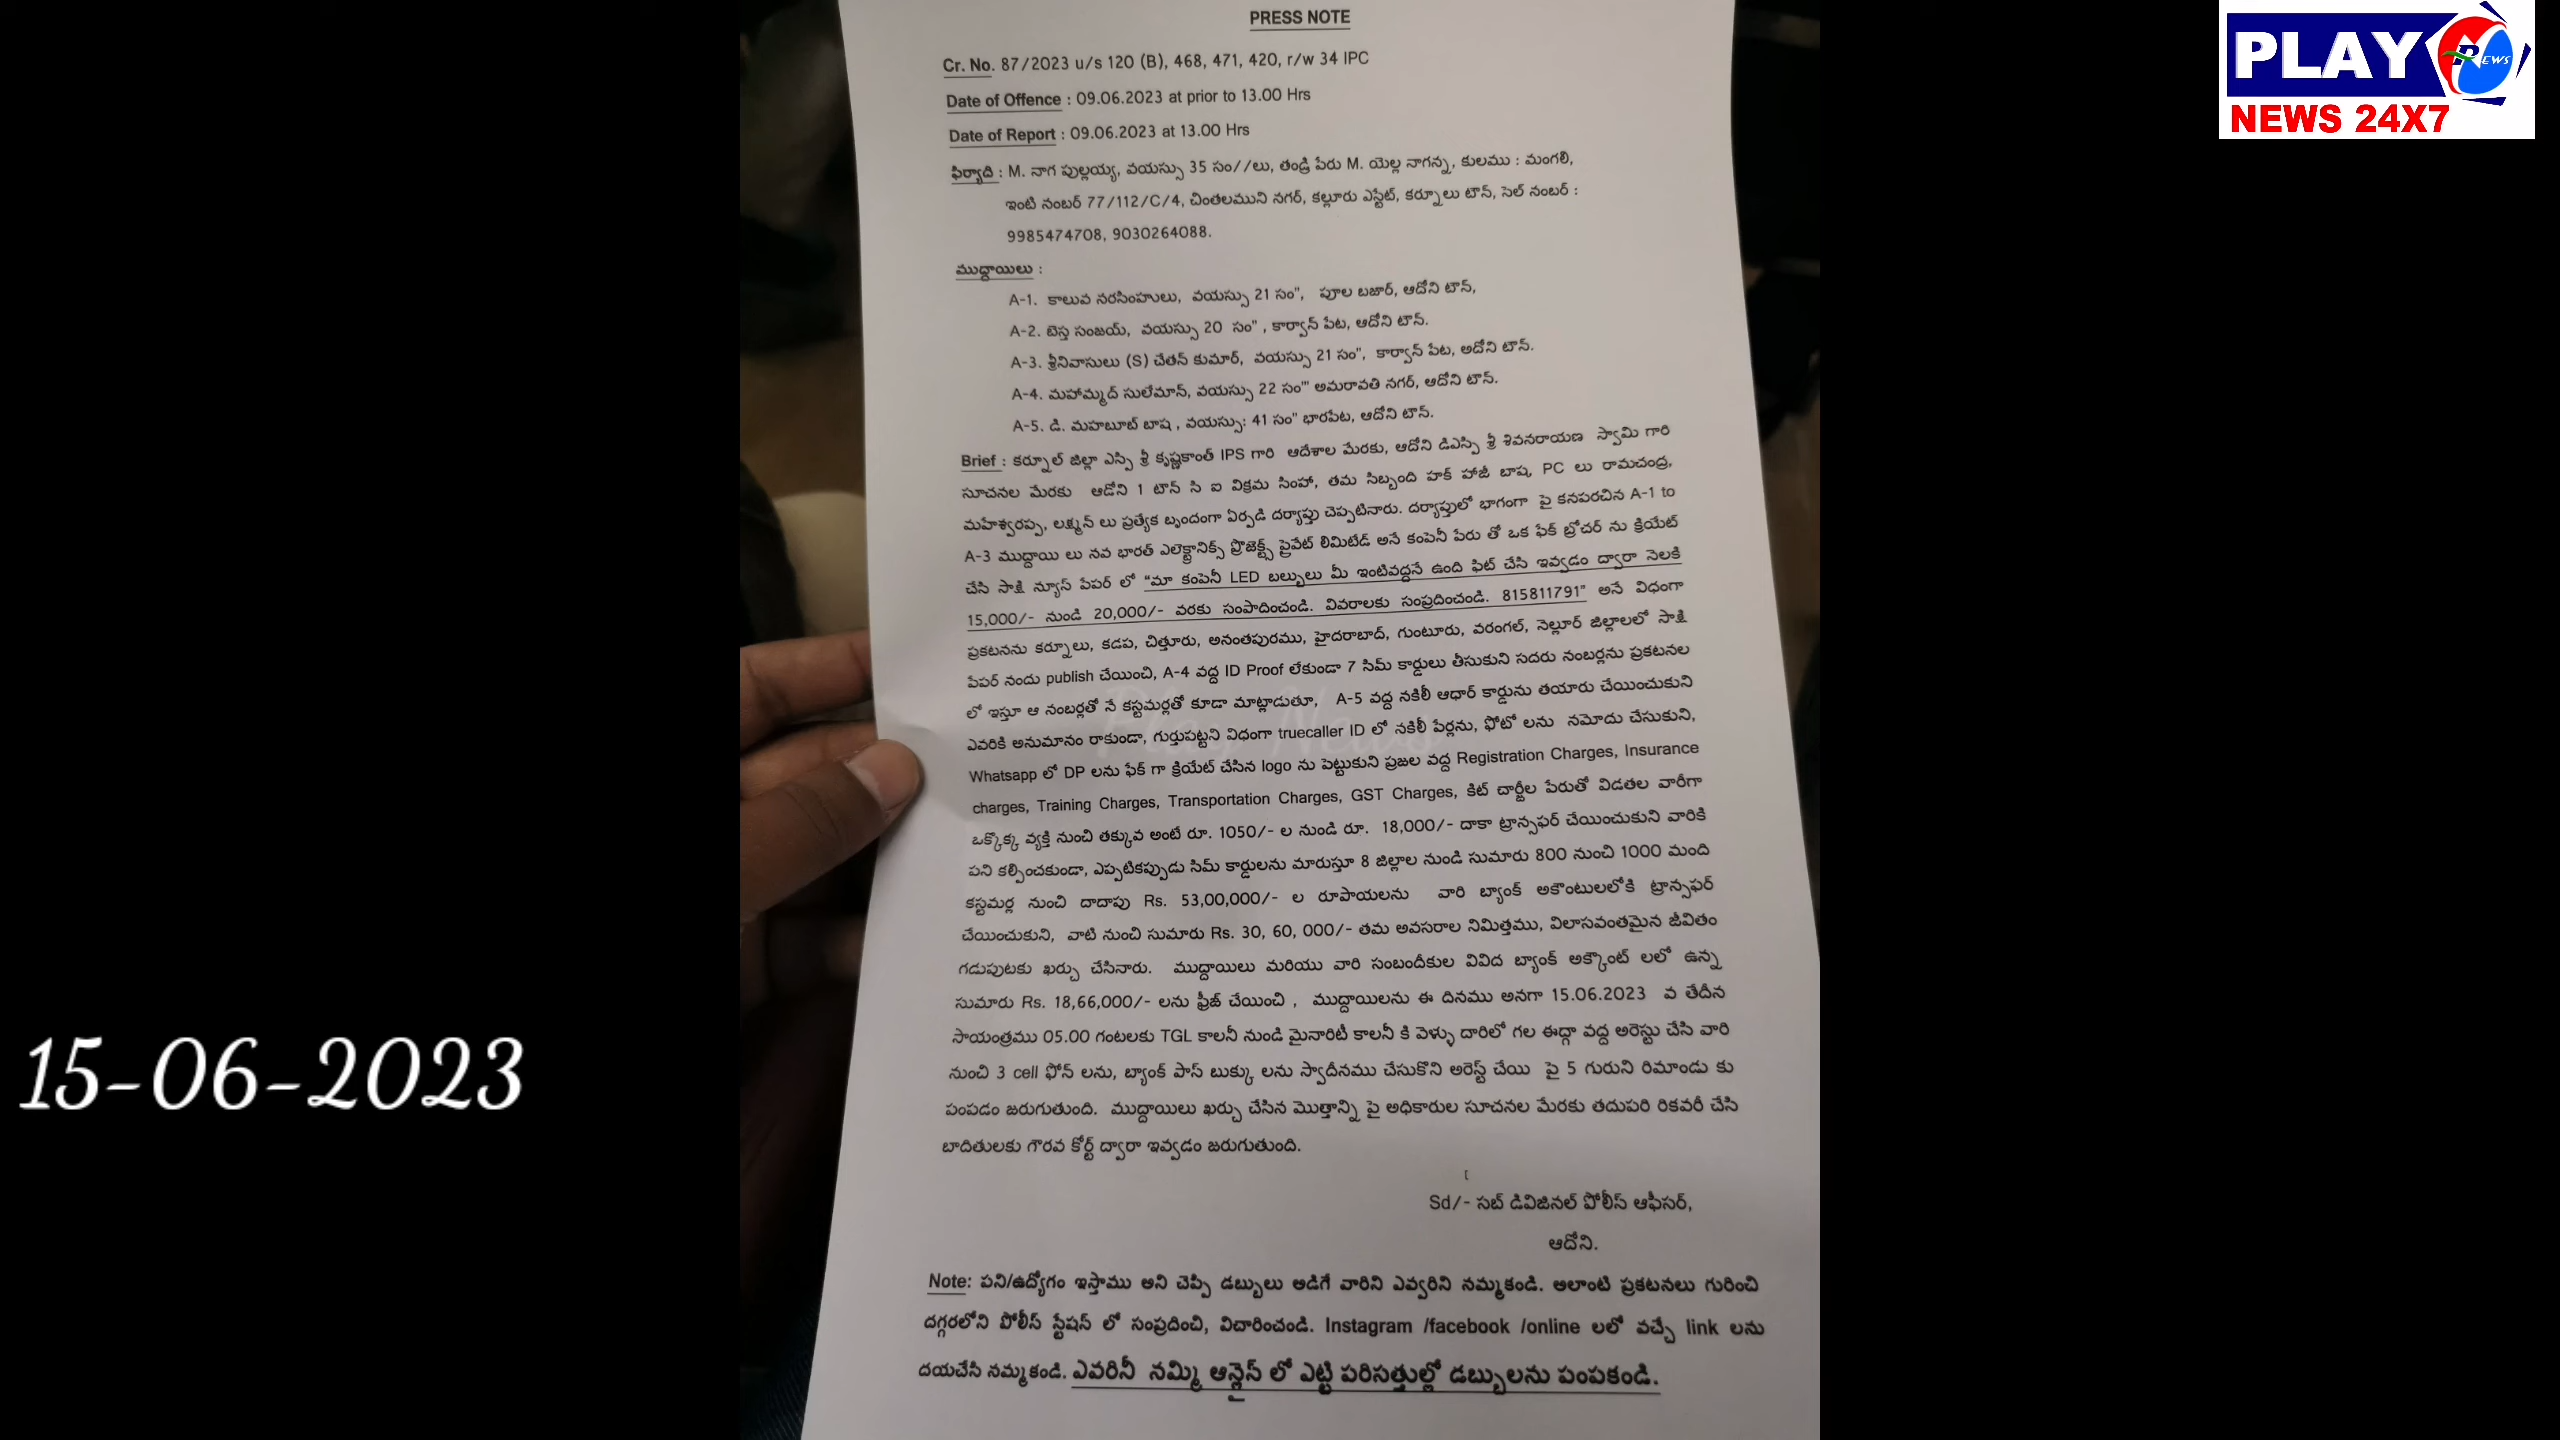 PLAY NEWS
NEWS 24X7
PRESS NOTE
Cr. No. 87/2023 u/s 120 (B), 468, 471, 420, r/w 34 IPC
Date of Offence : 09.06.2023 at prior to 13.00 Hrs
Date of Report : 09.06.2023 at 13.00 Hrs
ఫిర్యాది : M. నాగ పుల్లయ్య, వయస్సు 35 సం//లు, తండ్రి పేరు M. యెల్ల నాగన్న, కులము : మంగలి,
ఇంటి నంబర్ 77/112/C/4, చింతలముని నగర్, కల్లూరు ఎస్టేట్, కర్నూలు టౌన్, సెల్ నంబర్ :
9985474708, 9030264088.
ముద్దాయిలు :
A-1. కాలువ నరసింహులు, వయస్సు 21 సం", పూల బజార్, ఆదోని టౌన్,
A-2. బెస్త సంజయ్, వయస్సు 20 సం" , కార్వాన్ పేట, ఆదోని టౌన్.
A-3. శ్రీనివాసులు (S) చేతన్ కుమార్, వయస్సు 21 సం", కార్వాన్ పేట, అదోని టౌన్.
A-4. మహామ్మద్ సులేమాన్, వయస్సు 22 సం"' అమరావతి నగర్, ఆదోని టౌన్.
A-5. డి. మహబూబ్ బాష , వయస్సు: 41 సం" భారపేట, ఆదోని టౌన్.
Brief : కర్నూల్ జిల్లా ఎస్పి శ్రీ కృష్ణకాంత్ IPS గారి ఆదేశాల మేరకు, ఆదోని డిఎస్పి శ్రీ శివనరాయణ స్వామి గారి
సూచనల మేరకు ఆడోని 1 టౌన్ సి ఐ విక్రమ సింహా, తమ సిబ్బంది హక్ హాజీ బాష, PC లు రామచంద్ర,
మహేశ్వరప్ప, లక్ష్మన్ లు ప్రత్యేక బృందంగా ఏర్పడి దర్యాప్తు చెప్పటినారు. దర్యాప్తులో భాగంగా పై కనపరచిన A-1 to
A-3 ముద్దాయి లు నవ భారత్ ఎలెక్ట్రానిక్స్ ప్రొజెక్ట్స్ ప్రైవేట్ లిమిటేడ్ అనే కంపెనీ పేరు తో ఒక ఫేక్ బ్రోచర్ ను క్రియేట్
చేసి సాక్షి న్యూస్ పేపర్ లో "మా కంపెనీ LED బల్బులు మీ ఇంటివద్దనే ఉంది ఫిట్ చేసి ఇవ్వడం ద్వారా నెలకి
15,000/- నుండి 20,000/- వరకు సంపాదించండి. వివరాలకు సంప్రదించండి. 815811791" అనే విధంగా
ప్రకటనను కర్నూలు, కడప, చిత్తూరు, అనంతపురము, హైదరాబాద్, గుంటూరు, వరంగల్, నెల్లూర్ జిల్లాలలో సాక్షి
పేపర్ నందు publish చేయించి, A-4 వద్ద ID Proof లేకుండా 7 సిమ్ కార్డులు తీసుకుని సదరు నంబర్లను ప్రకటనల
లో ఇస్తూ ఆ నంబర్లతో నే కస్టమర్లతో కూడా మాట్లాడుతూ, A-5 వద్ద నకిలీ ఆధార్ కార్డును తయారు చేయించుకుని
ఎవరికి అనుమానం రాకుండా, గుర్తుపట్టని విధంగా truecaller ID లో నకిలీ పేర్లను, ఫోటో లను నమోదు చేసుకుని,
Whatsapp లో DP లను ఫేక్ గా క్రియేట్ చేసిన logo ను పెట్టుకుని ప్రజల వద్ద Registration Charges, Insurance
charges, Training Charges, Transportation Charges, GST Charges, కిట్ చార్జీల పేరుతో విడతల వారీగా
ఒక్కొక్క వ్యక్తి నుంచి తక్కువ అంటే రూ. 1050/- ల నుండి రూ. 18,000/- దాకా ట్రాన్సఫర్ చేయించుకుని వారికి
పని కల్పించకుండా, ఎప్పటికప్పుడు సిమ్ కార్డులను మారుస్తూ 8 జిల్లాల నుండి సుమారు 800 నుంచి 1000 మంది
కస్టమర్ల నుంచి దాదాపు Rs. 53,00,000/- ల రూపాయలను వారి బ్యాంక్ అకౌంటులలోకి ట్రాన్సఫర్
చేయించుకుని, వాటి నుంచి సుమారు Rs. 30, 60, 000/- తమ అవసరాల నిమిత్తము, విలాసవంతమైన జీవితం
గడుపుటకు ఖర్చు చేసినారు. ముద్దాయిలు మరియు వారి సంబందీకుల వివిద బ్యాంక్ అక్కౌంట్ లలో ఉన్న
సుమారు Rs. 18,66,000/- లను ఫ్రీజ్ చేయించి , ముద్దాయిలను ఈ దినము అనగా 15.06.2023 వ తేదీన
సాయంత్రము 05.00 గంటలకు TGL కాలనీ నుండి మైనారిటీ కాలనీ కి వెళ్ళు దారిలో గల ఈద్గా వద్ద అరెస్టు చేసి వారి
నుంచి 3 cell ఫోన్ లను, బ్యాంక్ పాస్ బుక్కు లను స్వాదీనము చేసుకొని అరెస్ట్ చేయి పై 5 గురుని రిమాండు కు
పంపడం జరుగుతుంది. ముద్దాయిలు ఖర్చు చేసిన మొత్తాన్ని పై అధికారుల సూచనల మేరకు తదుపరి రికవరీ చేసి
బాదితులకు గౌరవ కోర్ట్ ద్వారా ఇవ్వడం జరుగుతుంది.
Play News
15-06-2023
Sd/- సబ్ డివిజినల్ పోలీస్ ఆఫీసర్,
ఆదోని.
Note: పని/ఉద్యోగం ఇస్తాము అని చెప్పి డబ్బులు అడిగే వారిని ఎవ్వరిని నమ్మకండి. అలాంటి ప్రకటనలు గురించి
దగ్గరలోని పోలీస్ స్టేషన్ లో సంప్రదించి, విచారించండి. Instagram /facebook /online లలో వచ్చే link లను
దయచేసి నమ్మకండి. ఎవరినీ నమ్మి ఆన్లైన్ లో ఎట్టి పరిసత్తుల్లో డబ్బులను పంపకండి.